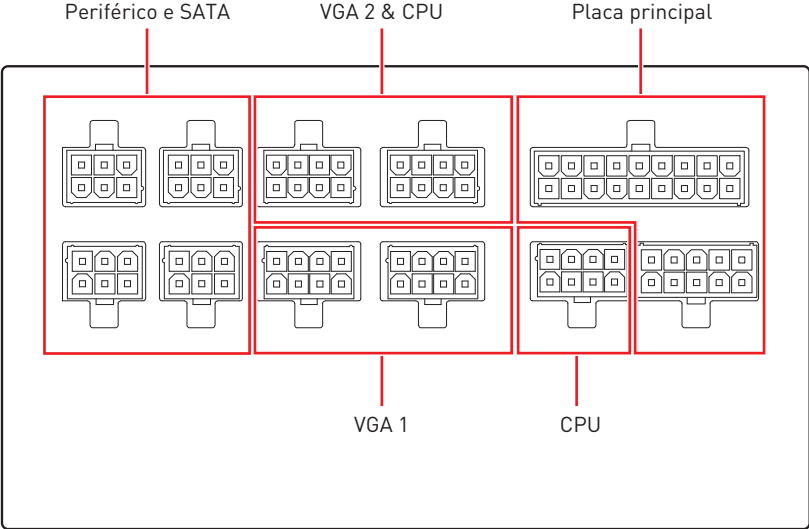 Periférico e SATA
VGA 2 & CPU
Placa principal
VGA 1
CPU